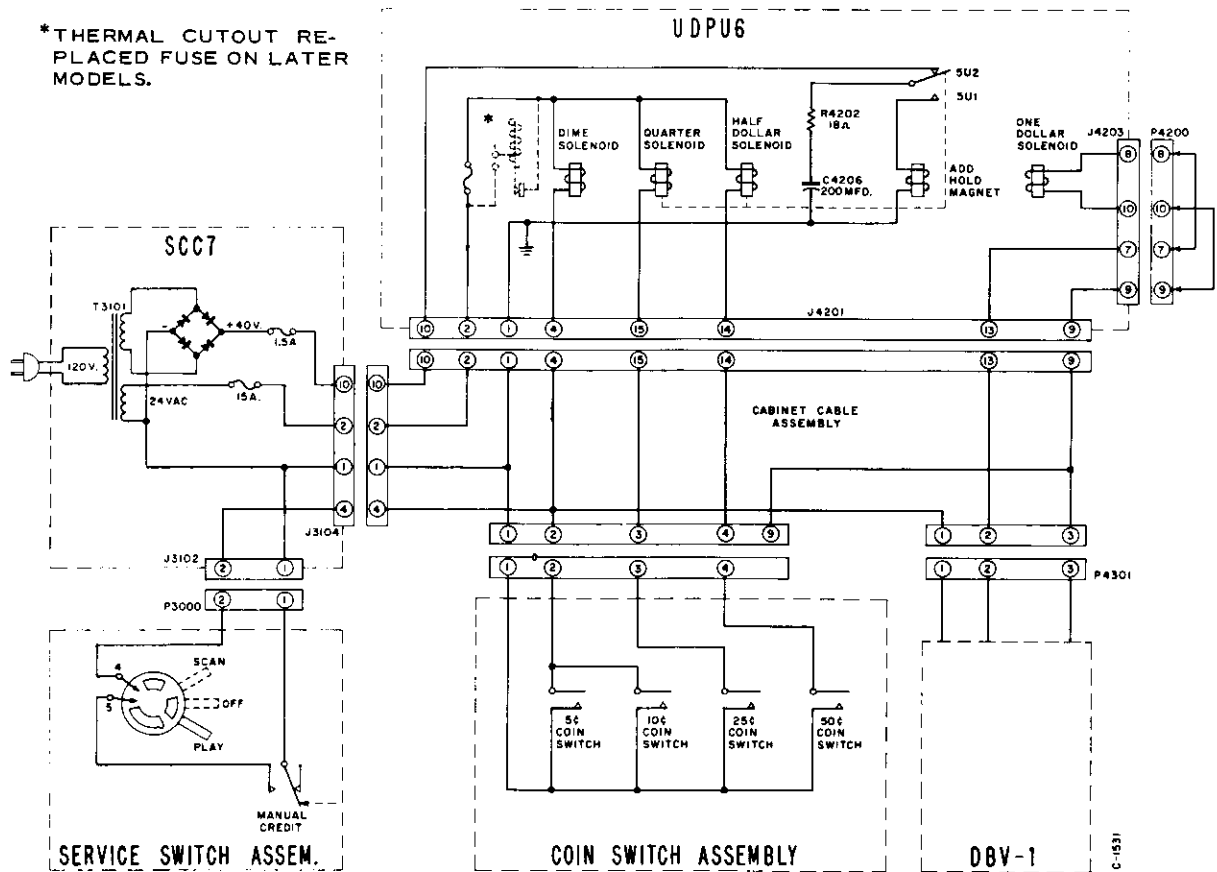 *THERMAL CUTOUT RE-
PLACED FUSE ON LATER
MODELS.
UDPU6
5U2
5U1
R4202
18Ω
C4206
200 MFD.
*
DIME
SOLENOID
QUARTER
SOLENOID
HALF
DOLLAR
SOLENOID
ADD
HOLD
MAGNET
ONE
DOLLAR
SOLENOID
J4203
P4200
8 8
10 10
7 7
9 9
SCC7
T3101
120V.
-
+40V.
1.5A
24VAC
15A.
10 10
2 2
1 1
4 4
J3104
J4201
10 2 1 4 15 14 13 9
10 2 1 4 15 14 13 9
CABINET CABLE
ASSEMBLY
1 2 3 4 9
1 2 3 4
1 2 3
1 2 3
P4301
J3102
2 1
P3000
2 1
4
5
SCAN
OFF
PLAY
MANUAL
CREDIT
SERVICE SWITCH ASSEM.
5¢
COIN
SWITCH
10¢
COIN
SWITCH
25¢
COIN
SWITCH
50¢
COIN
SWITCH
COIN SWITCH ASSEMBLY
DBV-1
C-1531